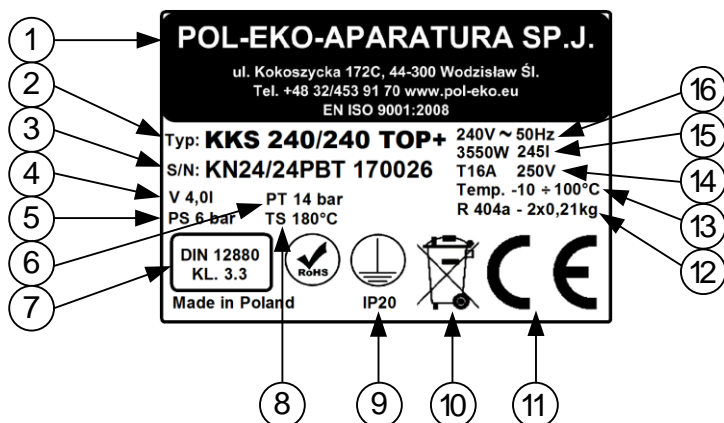 POL-EKO-APARATURA SP.J.
ul. Kokoszycka 172C, 44-300 Wodzisław Śl.
Tel. +48 32/453 91 70 www.pol-eko.eu
EN ISO 9001:2008
Typ: KKS 240/240 TOP+
S/N: KN24/24PBT 170026
V 4,0l
PS 6 bar
PT 14 bar
TS 180°C
240V ~ 50Hz
3550W 245l
T16A 250V
Temp. -10 ÷ 100°C
R 404a - 2x0,21kg
DIN 12880
KL. 3.3
RoHS
IP20
CE
Made in Poland
1
2
3
4
5
6
7
8
9
10
11
12
13
14
15
16